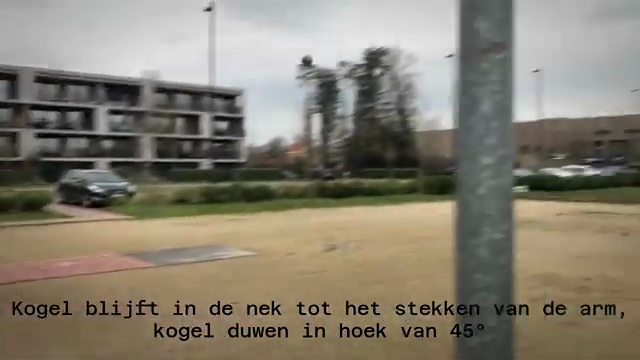 Kogel blijft in de nek tot het stekken van de arm,
kogel duwen in hoek van 45°